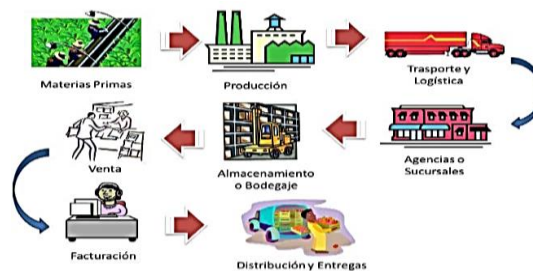 Materias Primas
Producción
Trasporte y
Logística
Venta
Almacenamiento
o Bodegaje
Agencias o
Sucursales
Facturación
Distribución y Entregas